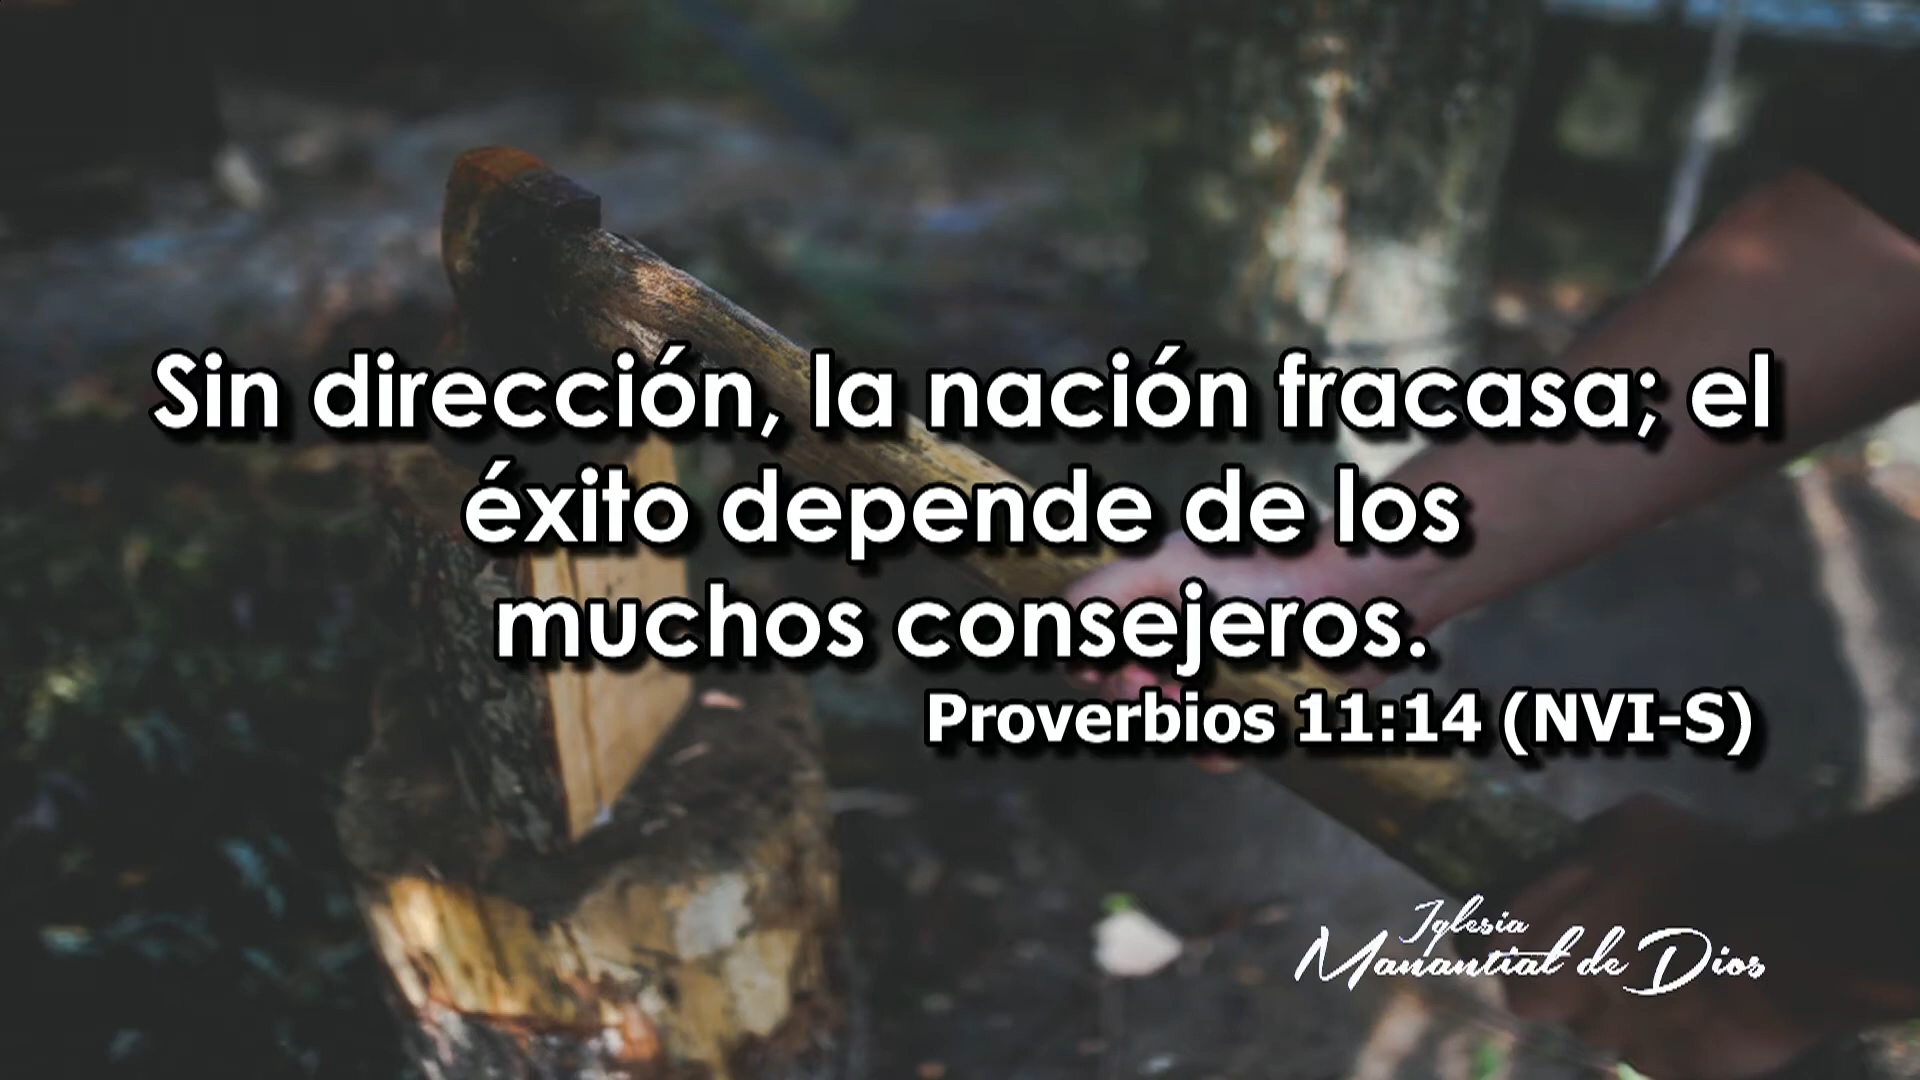 Sin dirección, la nación fracasa; el
éxito depende de los
muchos consejeros.
Proverbios 11:14 (NVI-S)
Iglesia
Manantial de Dios